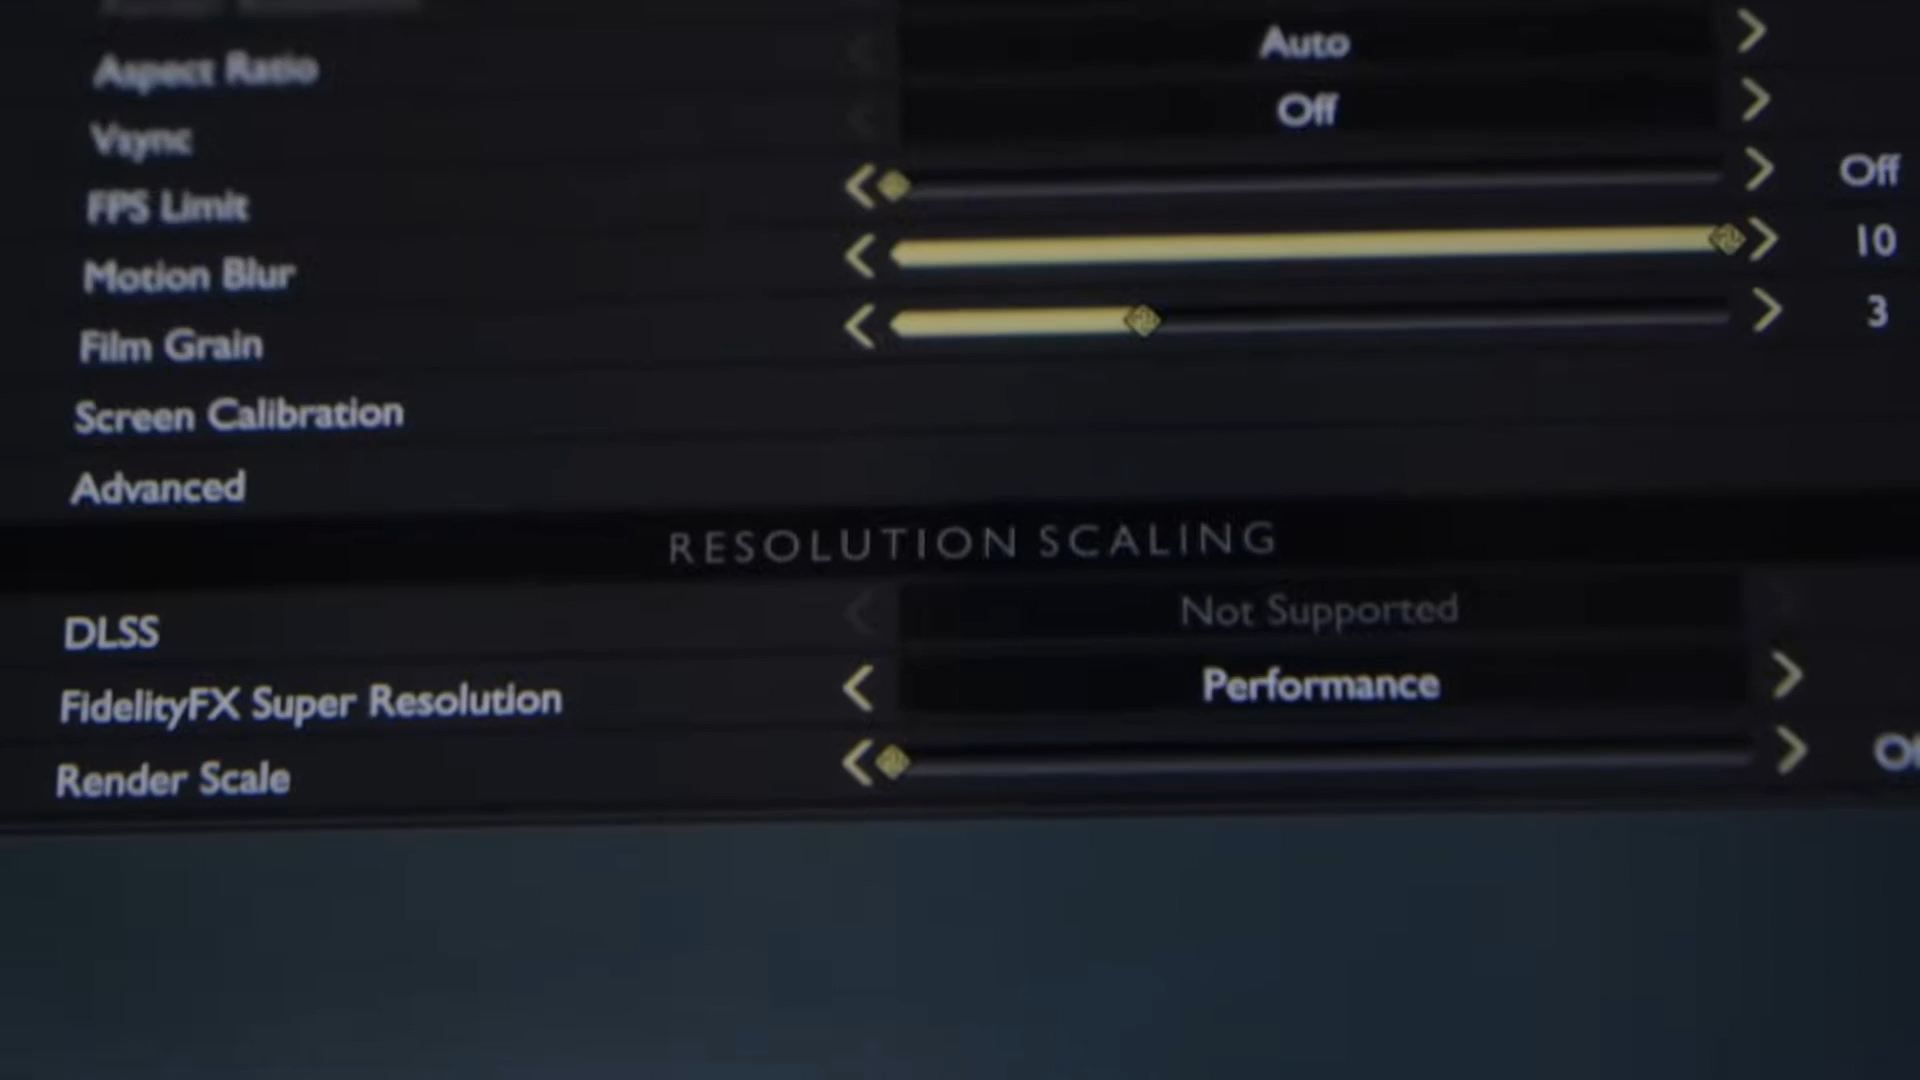 Aspect Ratio Auto
Vsync Off
FPS Limit Off
Motion Blur 10
Film Grain 3
Screen Calibration
Advanced
RESOLUTION SCALING
DLSS Not Supported
FidelityFX Super Resolution Performance
Render Scale